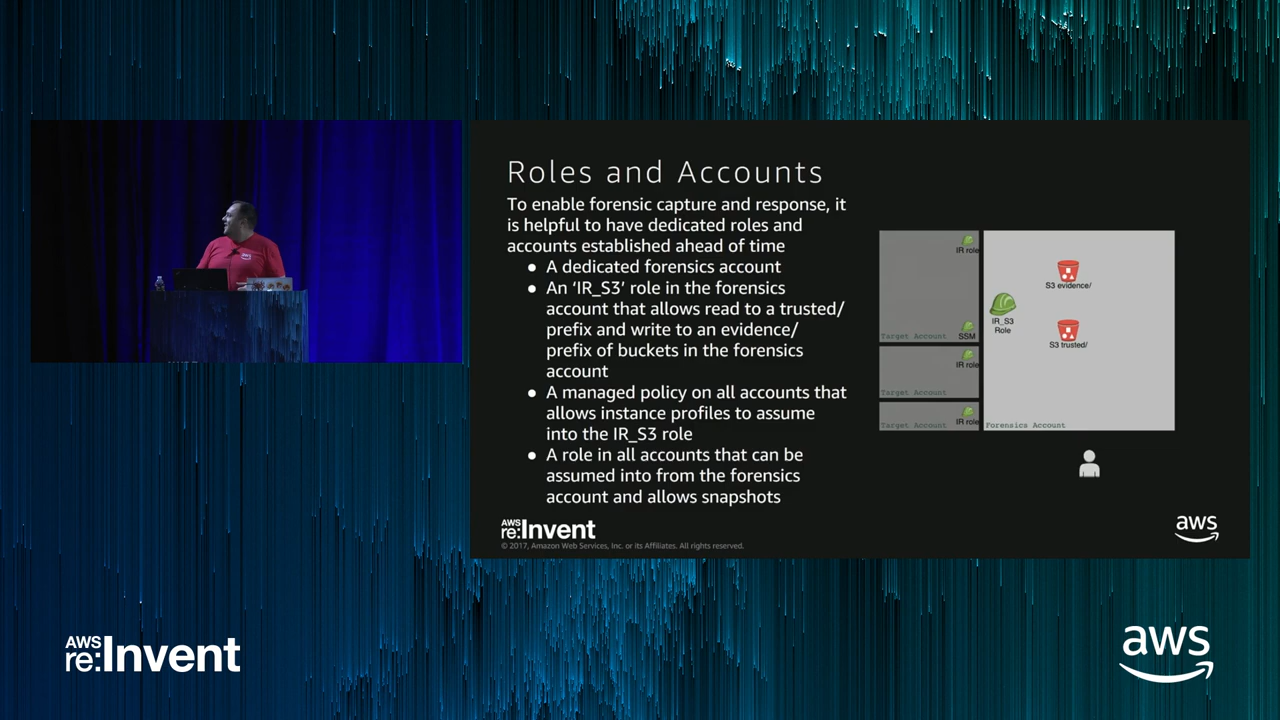 Roles and Accounts
To enable forensic capture and response, it
is helpful to have dedicated roles and
accounts established ahead of time
● A dedicated forensics account
● An ‘IR_S3’ role in the forensics
account that allows read to a trusted/
prefix and write to an evidence/
prefix of buckets in the forensics
account
● A managed policy on all accounts that
allows instance profiles to assume
into the IR_S3 role
● A role in all accounts that can be
assumed into from the forensics
account and allows snapshots
IR role
SSM
Target Account
IR role
Target Account
IR role
Target Account
S3 evidence/
IR_S3
Role
S3 trusted/
Forensics Account
AWS
re:Invent
© 2017, Amazon Web Services, Inc. or its Affiliates. All rights reserved.
aws
AWS
re:Invent
aws